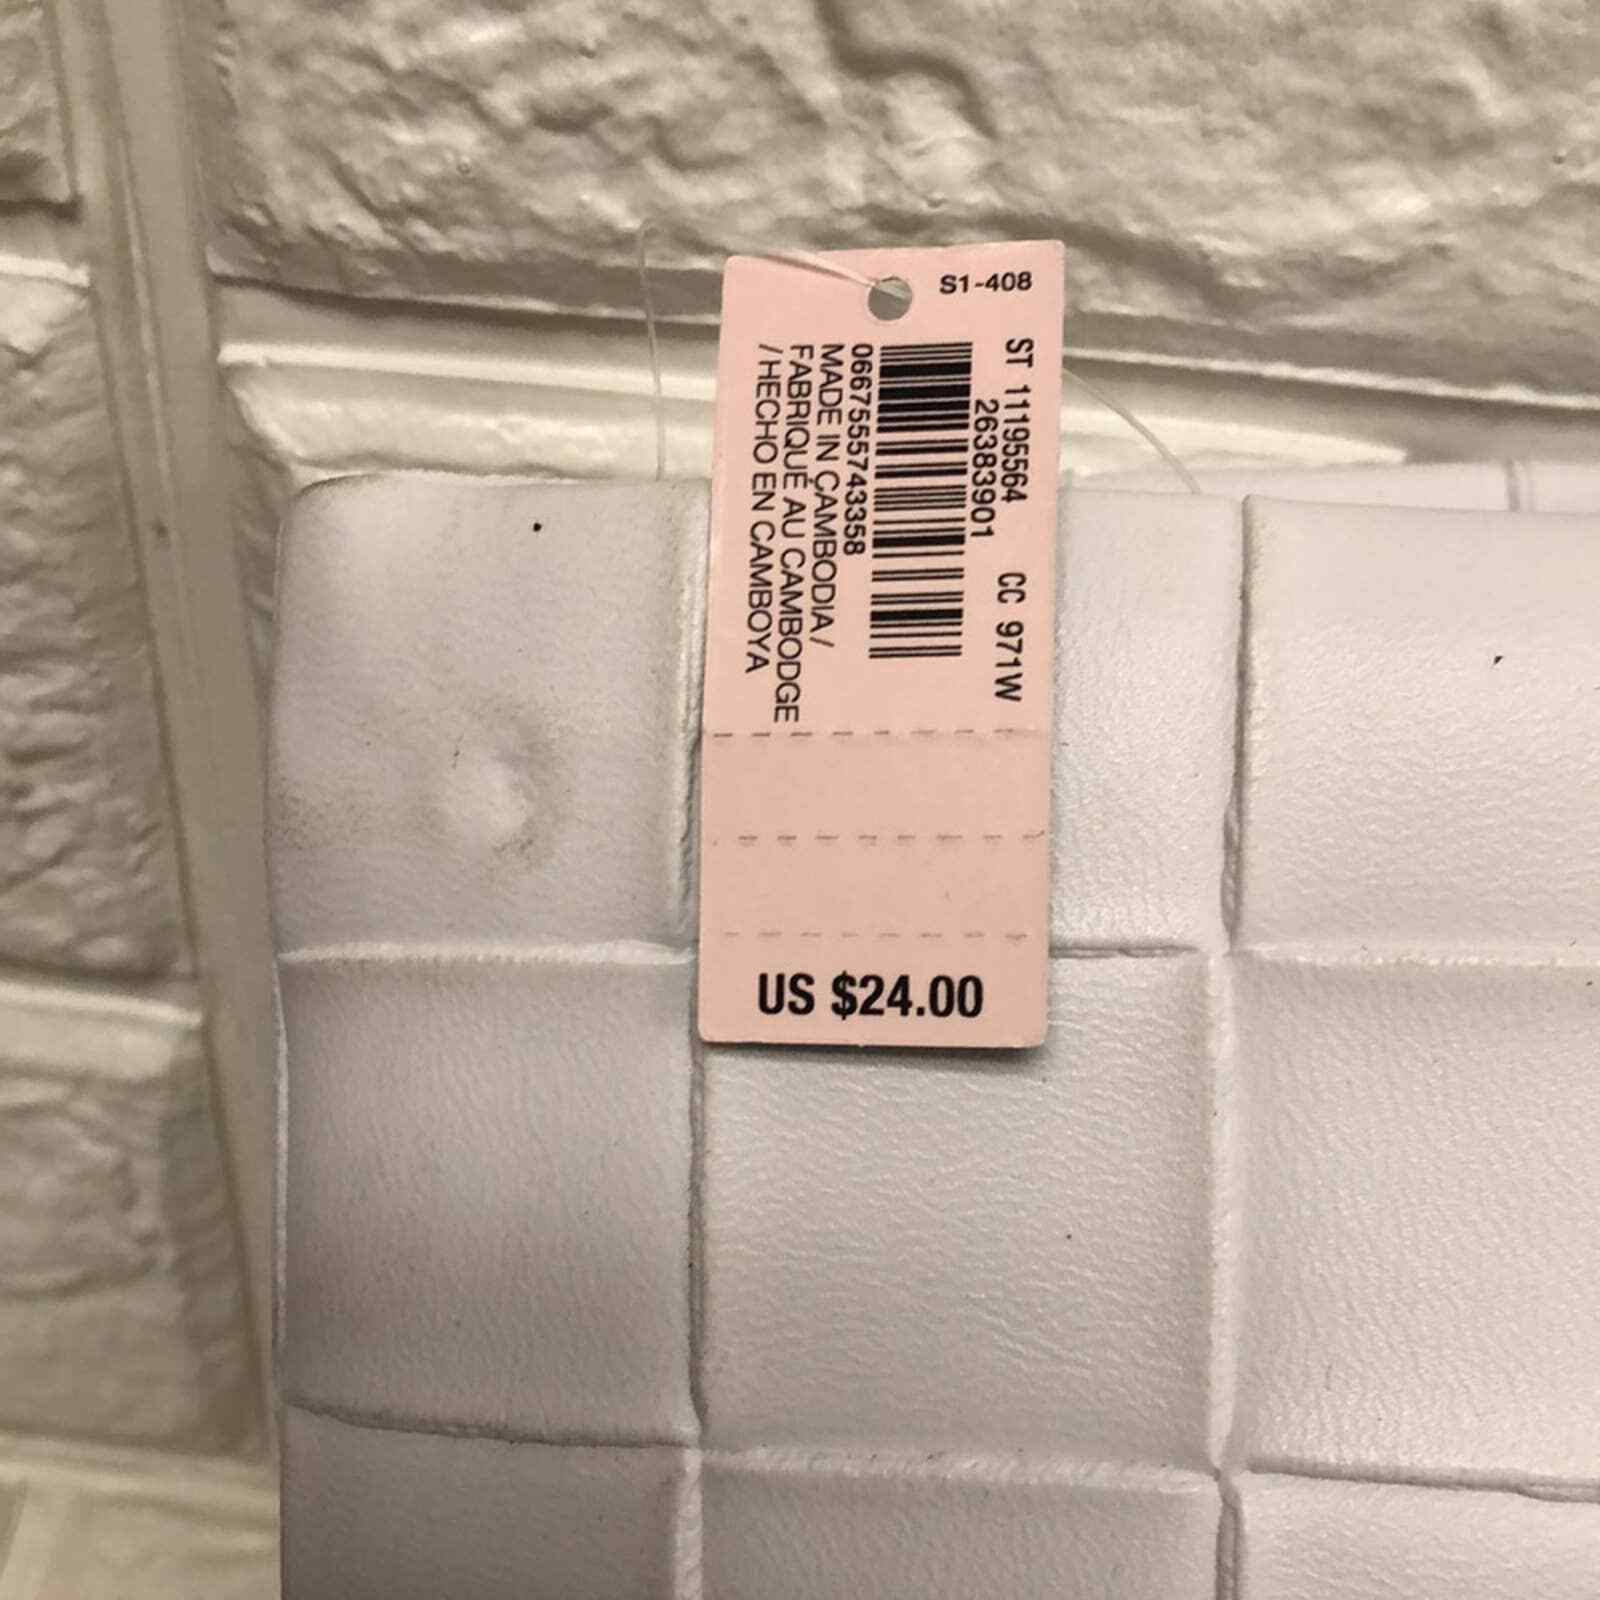 S1-408
ST 11195564 CC 971W
26383901
0667555743358
MADE IN CAMBODIA /
FABRIQUÉ AU CAMBODGE
/ HECHO EN CAMBOYA
US $24.00